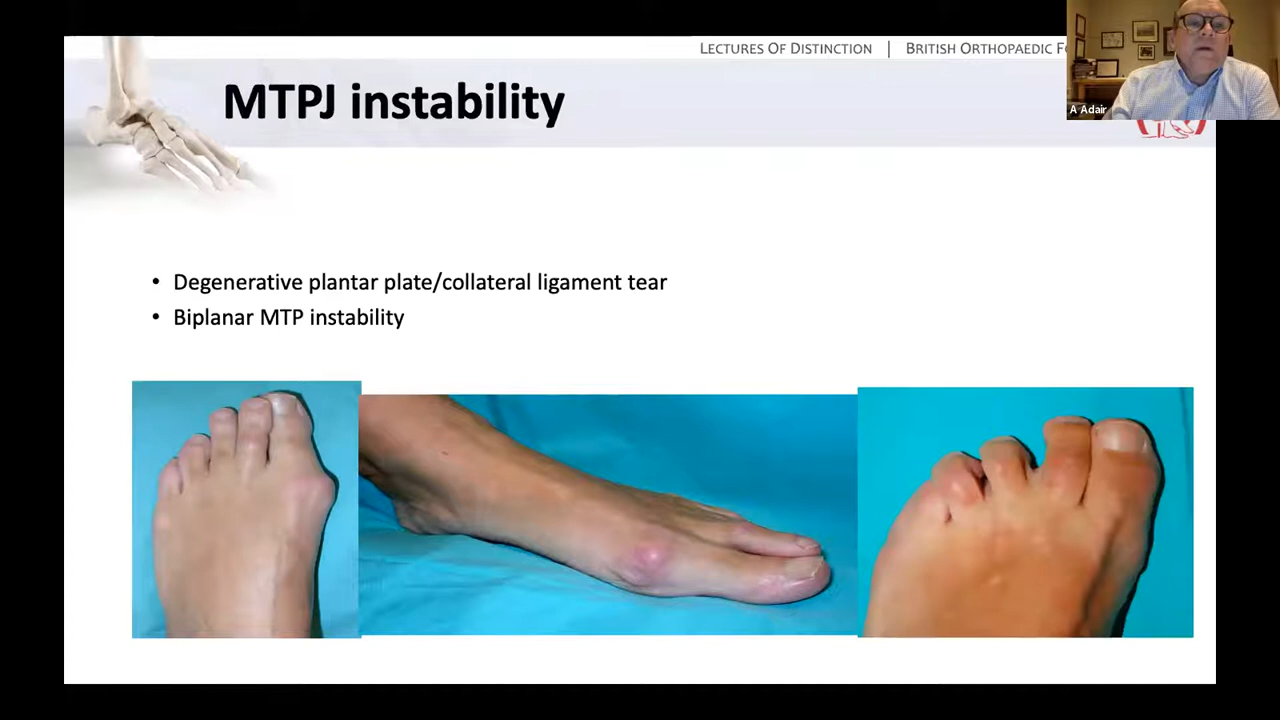 LECTURES OF DISTINCTION | BRITISH ORTHOPAEDIC
MTPJ instability
A Adair
• Degenerative plantar plate/collateral ligament tear
• Biplanar MTP instability